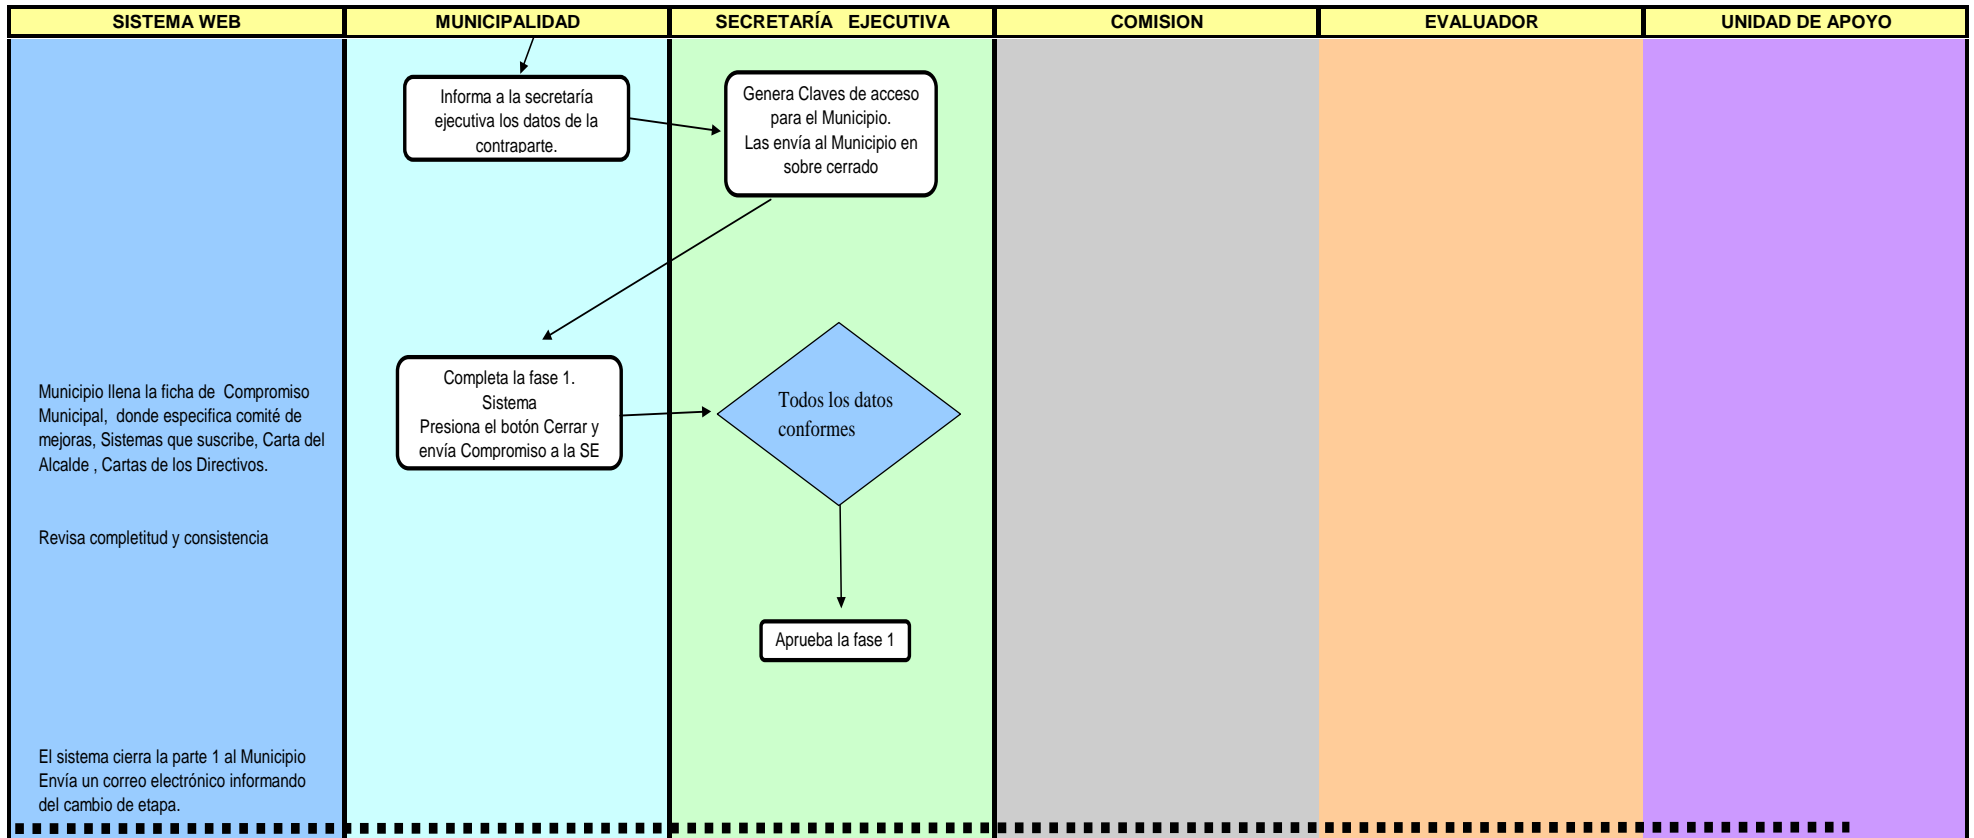 SISTEMA WEB
MUNICIPALIDAD
SECRETARÍA EJECUTIVA
COMISION
EVALUADOR
UNIDAD DE APOYO
Informa a la secretaría
ejecutiva los datos de la
contraparte.
Genera Claves de acceso
para el Municipio.
Las envía al Municipio en
sobre cerrado
Municipio llena la ficha de Compromiso
Municipal, donde especifica comité de
mejoras, Sistemas que suscribe, Carta del
Alcalde , Cartas de los Directivos.
Completa la fase 1.
Sistema
Presiona el botón Cerrar y
envía Compromiso a la SE
Todos los datos
conformes
Revisa completitud y consistencia
Aprueba la fase 1
El sistema cierra la parte 1 al Municipio
Envía un correo electrónico informando
del cambio de etapa.